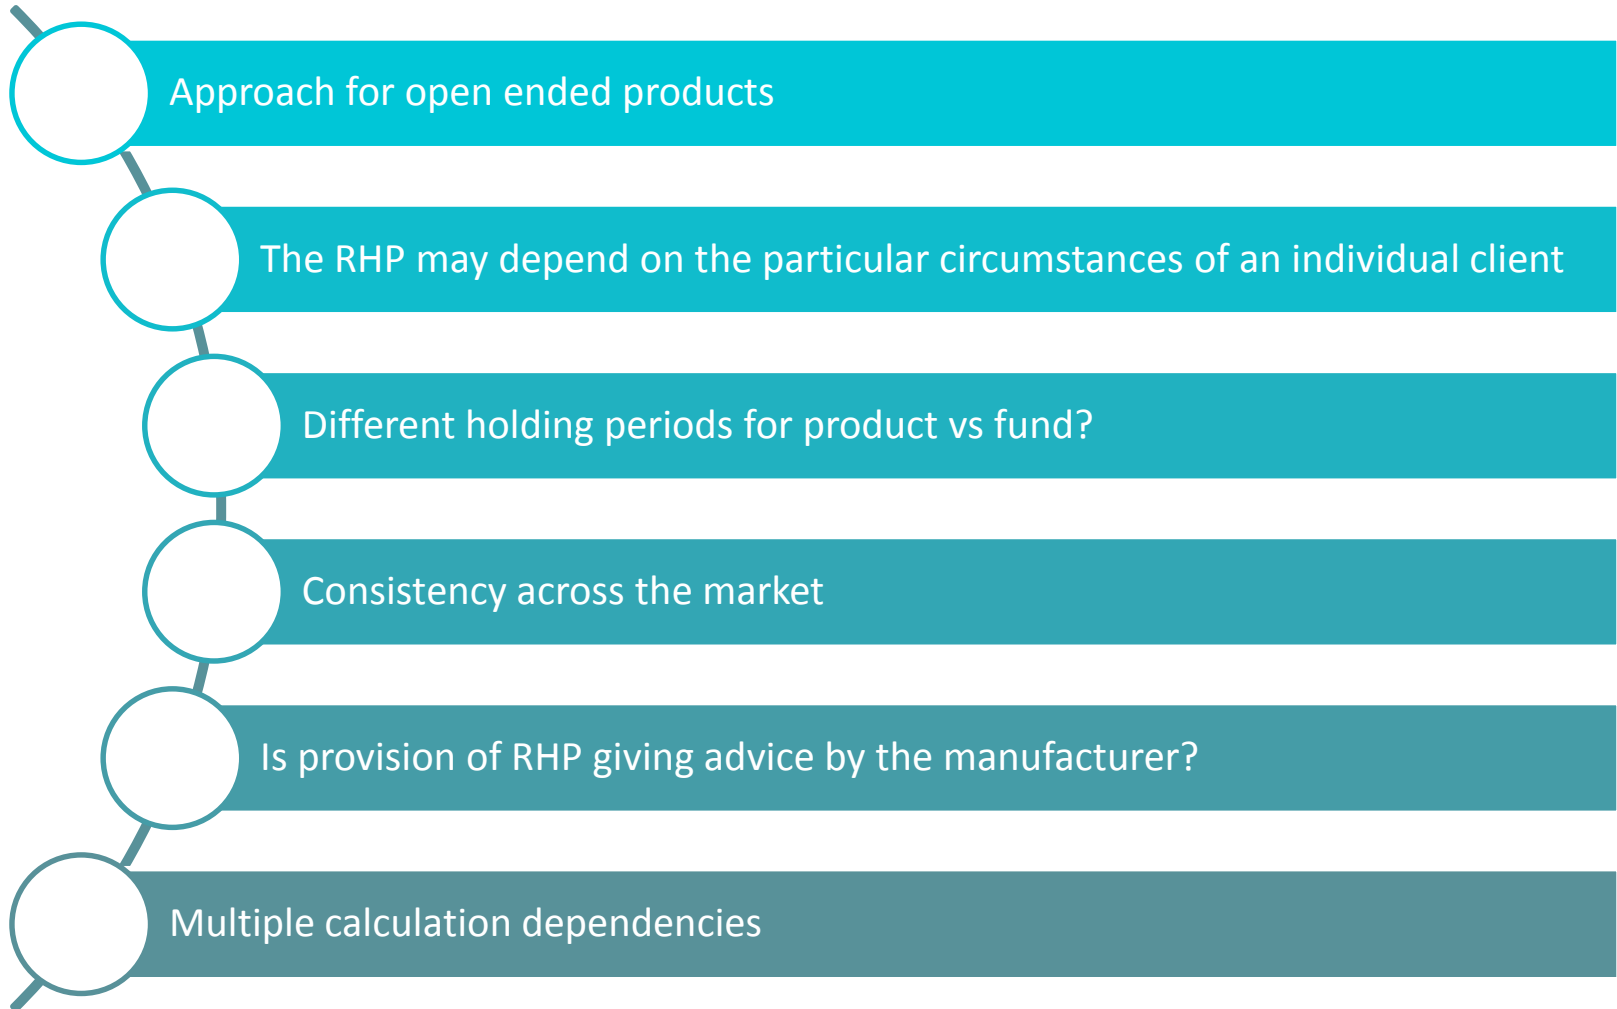 Approach for open ended products
The RHP may depend on the particular circumstances of an individual client
Different holding periods for product vs fund?
Consistency across the market
Is provision of RHP giving advice by the manufacturer?
Multiple calculation dependencies